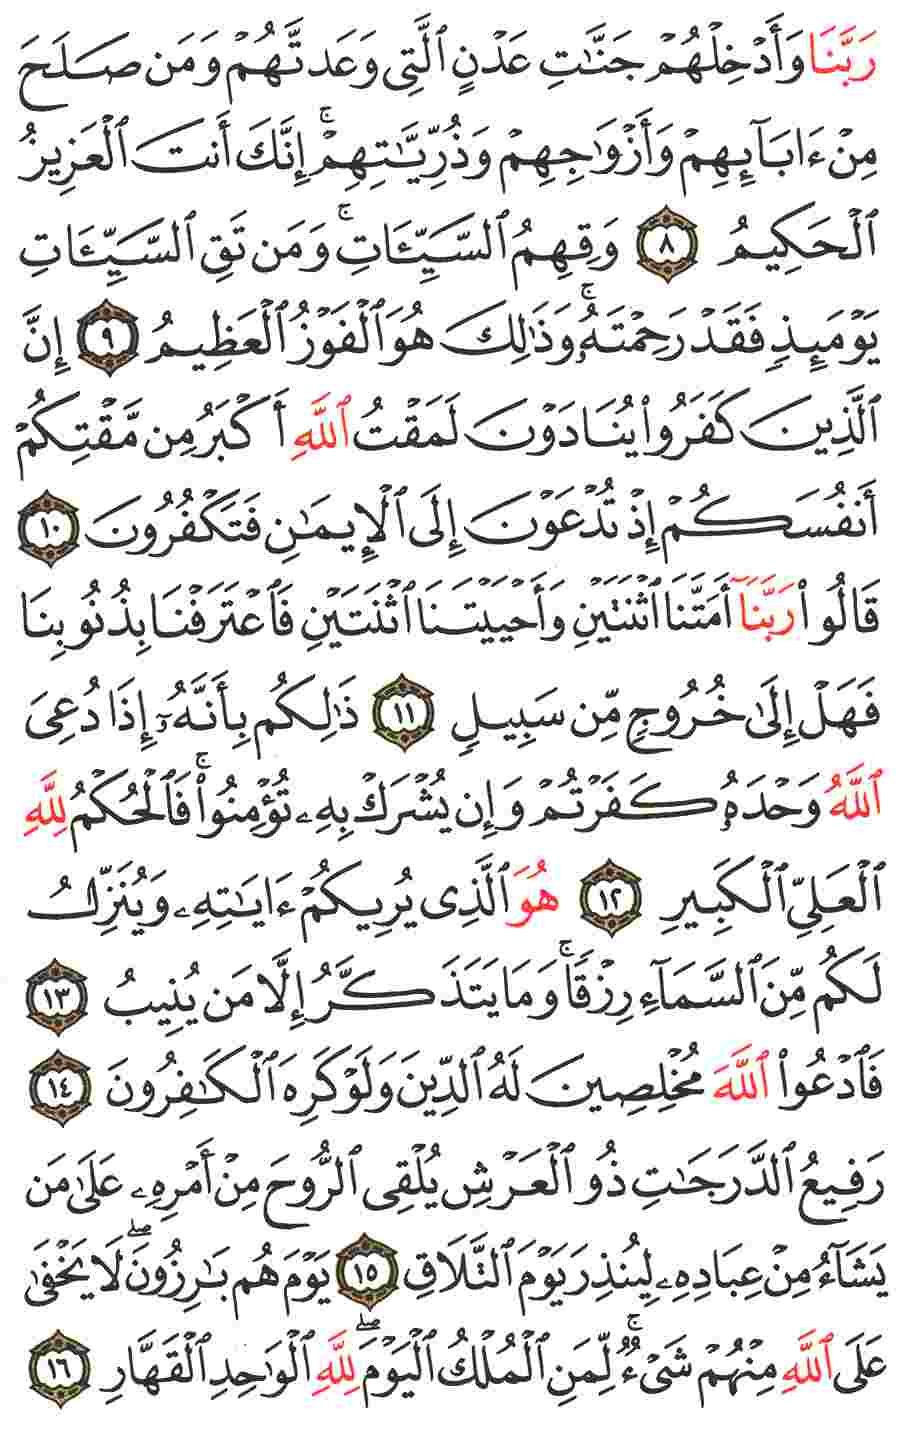 رَبَّنَا وَأَدْخِلْهُمْ جَنَّٰتِ عَدْنٍ ٱلَّتِى وَعَدتَّهُمْ وَمَن صَلَحَ
مِنْ ءَابَآئِهِمْ وَأَزْوَٰجِهِمْ وَذُرِّيَّٰتِهِمْ ۚ إِنَّكَ أَنتَ ٱلْعَزِيزُ
ٱلْحَكِيمُ ٨ وَقِهِمُ ٱلسَّيِّـَٔاتِ ۚ وَمَن تَقِ ٱلسَّيِّـَٔاتِ
يَوْمَئِذٍ فَقَدْ رَحِمْتَهُۥ ۚ وَذَٰلِكَ هُوَ ٱلْفَوْزُ ٱلْعَظِيمُ ٩ إِنَّ
ٱلَّذِينَ كَفَرُوا۟ يُنَادَوْنَ لَمَقْتُ ٱللَّهِ أَكْبَرُ مِن مَّقْتِكُمْ
أَنفُسَكُمْ إِذْ تُدْعَوْنَ إِلَى ٱلْإِيمَٰنِ فَتَكْفُرُونَ ١٠
قَالُوا۟ رَبَّنَآ أَمَتَّنَا ٱثْنَتَيْنِ وَأَحْيَيْتَنَا ٱثْنَتَيْنِ فَٱعْتَرَفْنَا بِذُنُوبِنَا
فَهَلْ إِلَىٰ خُرُوجٍ مِّن سَبِيلٍ ١١ ذَٰلِكُم بِأَنَّهُۥٓ إِذَا دُعِىَ
ٱللَّهُ وَحْدَهُۥ كَفَرْتُمْ وَإِن يُشْرَكْ بِهِۦ تُؤْمِنُوا۟ ۚ فَٱلْحُكْمُ لِلَّهِ
ٱلْعَلِىِّ ٱلْكَبِيرِ ١٢ هُوَ ٱلَّذِى يُرِيكُمْ ءَايَٰتِهِۦ وَيُنَزِّلُ
لَكُم مِّنَ ٱلسَّمَآءِ رِزْقًا ۚ وَمَا يَتَذَكَّرُ إِلَّا مَن يُنِيبُ ١٣
فَٱدْعُوا۟ ٱللَّهَ مُخْلِصِينَ لَهُ ٱلدِّينَ وَلَوْ كَرِهَ ٱلْكَٰفِرُونَ ١٤
رَفِيعُ ٱلدَّرَجَٰتِ ذُو ٱلْعَرْشِ يُلْقِى ٱلرُّوحَ مِنْ أَمْرِهِۦ عَلَىٰ مَن
يَشَآءُ مِنْ عِبَادِهِۦ لِيُنذِرَ يَوْمَ ٱلتَّلَاقِ ١٥ يَوْمَ هُم بَٰرِزُونَ ۖ لَا يَخْفَىٰ
عَلَى ٱللَّهِ مِنْهُمْ شَىْءٌ ۚ لِّمَنِ ٱلْمُلْكُ ٱلْيَوْمَ ۖ لِلَّهِ ٱلْوَٰحِدِ ٱلْقَهَّارِ ١٦